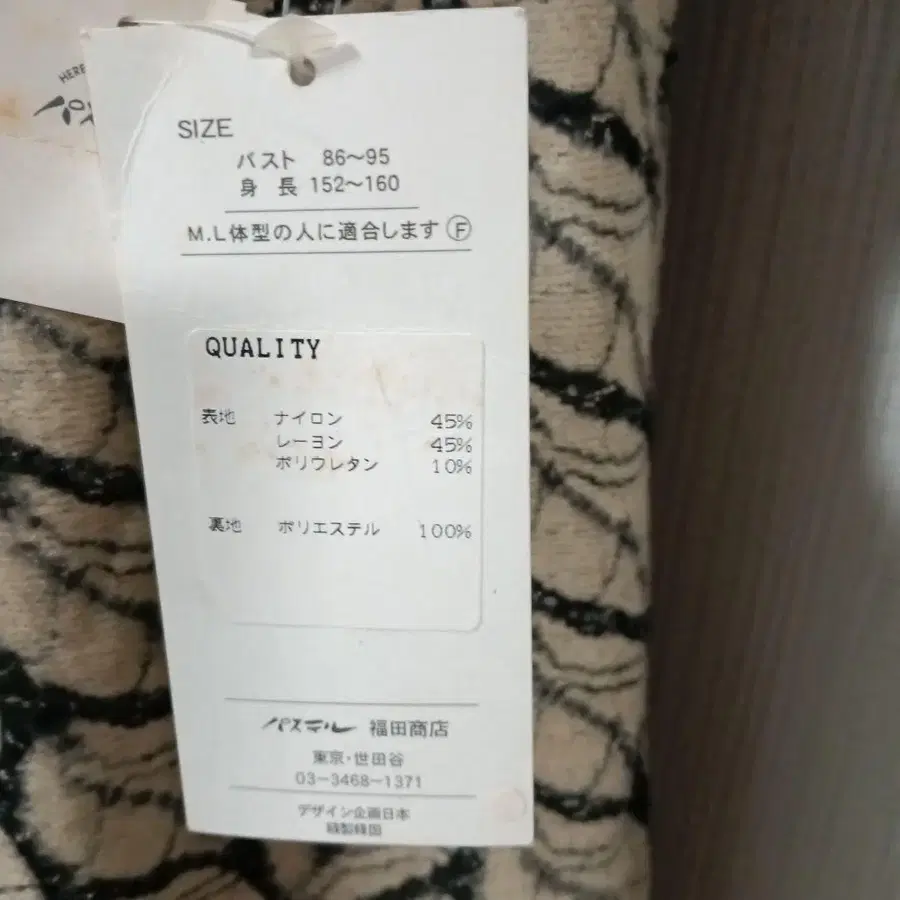 HERE
パス
SIZE
バスト 86～95
身長 152～160
M.L体型の人に適合します Ⓕ
QUALITY
表地 ナイロン 45%
レーヨン 45%
ポリウレタン 10%
裏地 ポリエステル 100%
パステル 福田商店
東京・世田谷
03-3468-1371
デザイン企画日本
縫製韓国